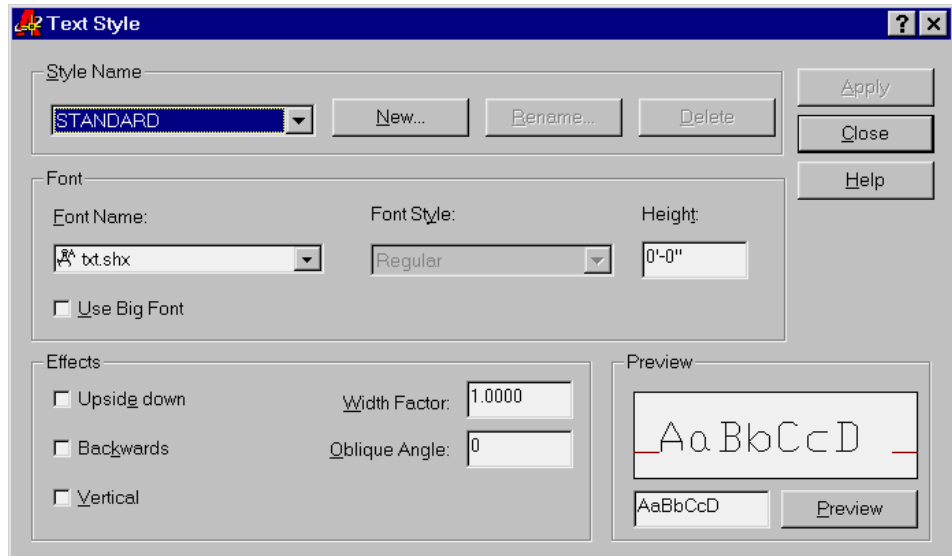 Text Style
Style Name
STANDARD
New...
Rename...
Delete
Apply
Close
Help
Font
Font Name:
Font Style:
Height:
txt.shx
Regular
0'-0"
Use Big Font
Effects
Upside down
Width Factor:
1.0000
Backwards
Oblique Angle:
0
Vertical
Preview
AaBbCcD
AaBbCcD
Preview